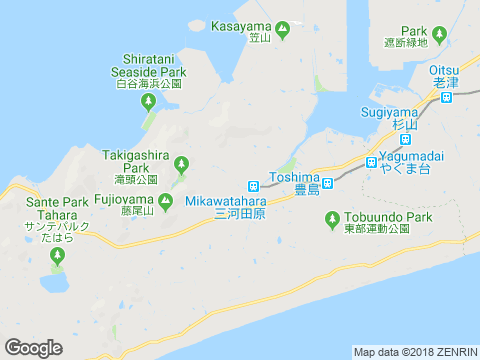 Kasayama
笠山
Park
遮断緑地
Shiratani
Seaside Park
白谷海浜公園
Oitsu
老津
Sugiyama
杉山
Takigashira
Park
滝頭公園
Yagumadai
やぐま台
Toshima
豊島
Sante Park
Tahara
サンテパルク
たはら
Fujioyama
藤尾山
Mikawatahara
三河田原
Tobuundo Park
東部運動公園
Google
Map data ©2018 ZENRIN